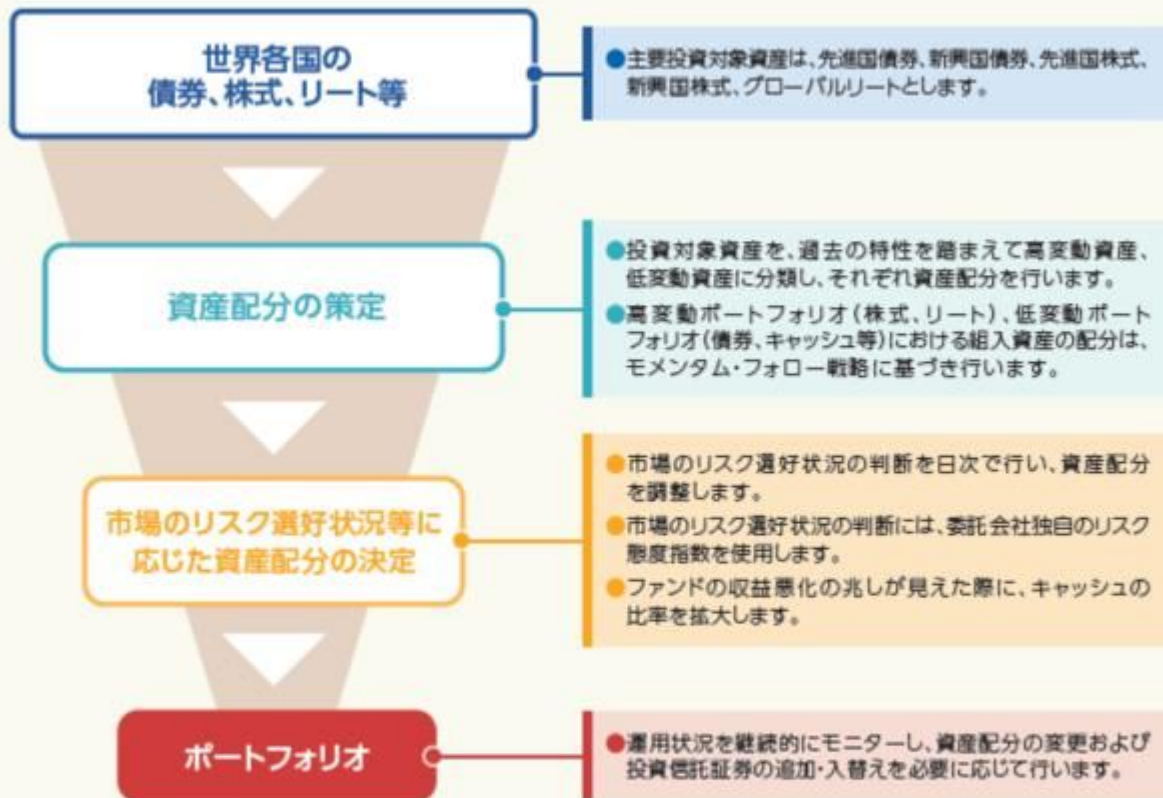 世界各国の
債券、株式、リート等
●主要投資対象資産は、先進国債券、新興国債券、先進国株式、
新興国株式、グローバルリートとします。
資産配分の策定
●投資対象資産を、過去の特性を踏まえて高変動資産、
低変動資産に分類し、それぞれ資産配分を行います。
●高変動ポートフォリオ(株式、リート)、低変動ポート
フォリオ(債券、キャッシュ等)における組入資産の配分は、
モメンタム・フォロー戦略に基づき行います。
市場のリスク選好状況等に
応じた資産配分の決定
●市場のリスク選好状況の判断を日次で行い、資産配分
を調整します。
●市場のリスク選好状況の判断には、委託会社独自のリスク
態度指数を使用します。
●ファンドの収益悪化の兆しが見えた際に、キャッシュの
比率を拡大します。
ポートフォリオ
●運用状況を継続的にモニターし、資産配分の変更および
投資信託証券の追加・入替えを必要に応じて行います。